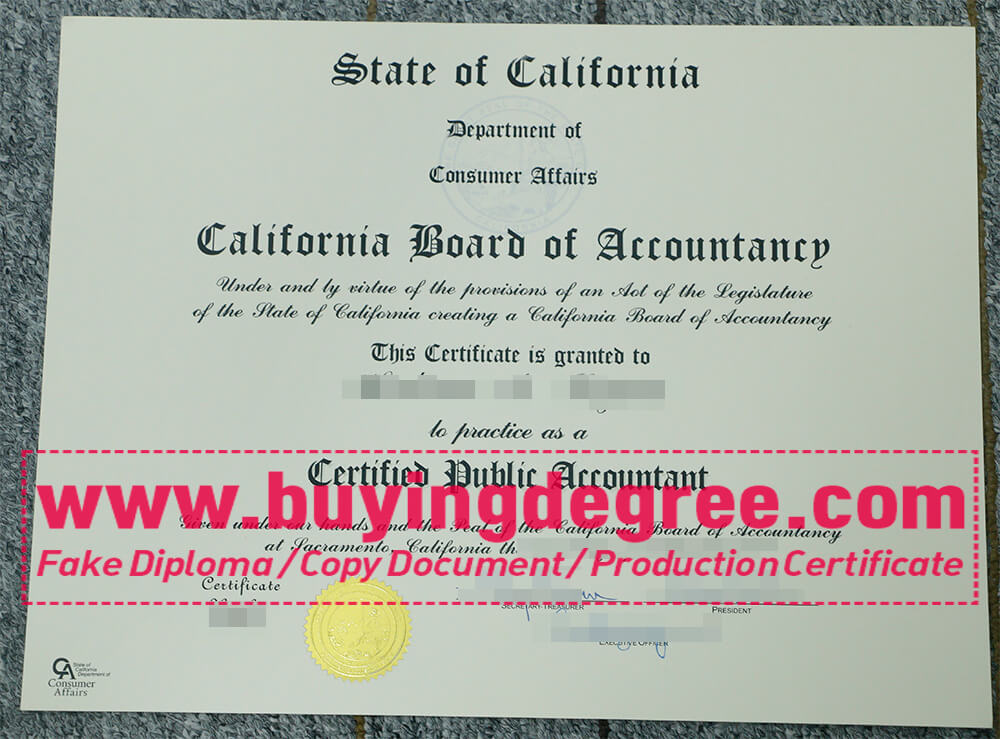 State of California
Department of
Consumer Affairs
California Board of Accountancy
Under and by virtue of the provisions of an Act of the Legislature
of the State of California creating a California Board of Accountancy
This Certificate is granted to
to practice as a
Certified Public Accountant
www.buyingdegree.com
Given under our hands and the Seal of the California Board of Accountancy
at Sacramento, California
Fake Diploma / Copy Document / Production Certificate
Certificate
SECRETARY-TREASURER
PRESIDENT
EXECUTIVE OFFICER
CA State of
California
Department of
Consumer
Affairs